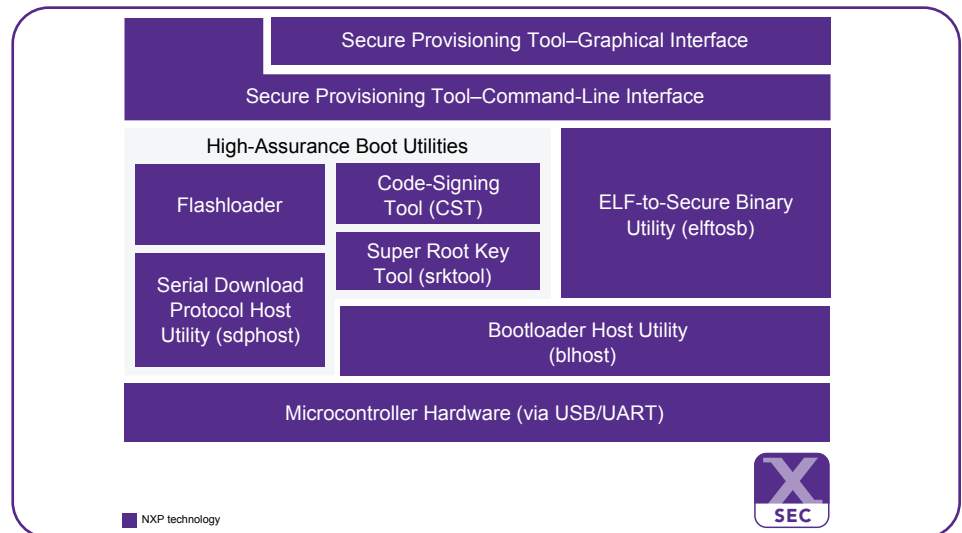 Secure Provisioning Tool–Graphical Interface
Secure Provisioning Tool–Command-Line Interface
High-Assurance Boot Utilities
Flashloader
Code-Signing
Tool (CST)
Super Root Key
Tool (srktool)
Serial Download
Protocol Host
Utility (sdphost)
ELF-to-Secure Binary
Utility (elftosb)
Bootloader Host Utility
(blhost)
Microcontroller Hardware (via USB/UART)
NXP technology
X
SEC